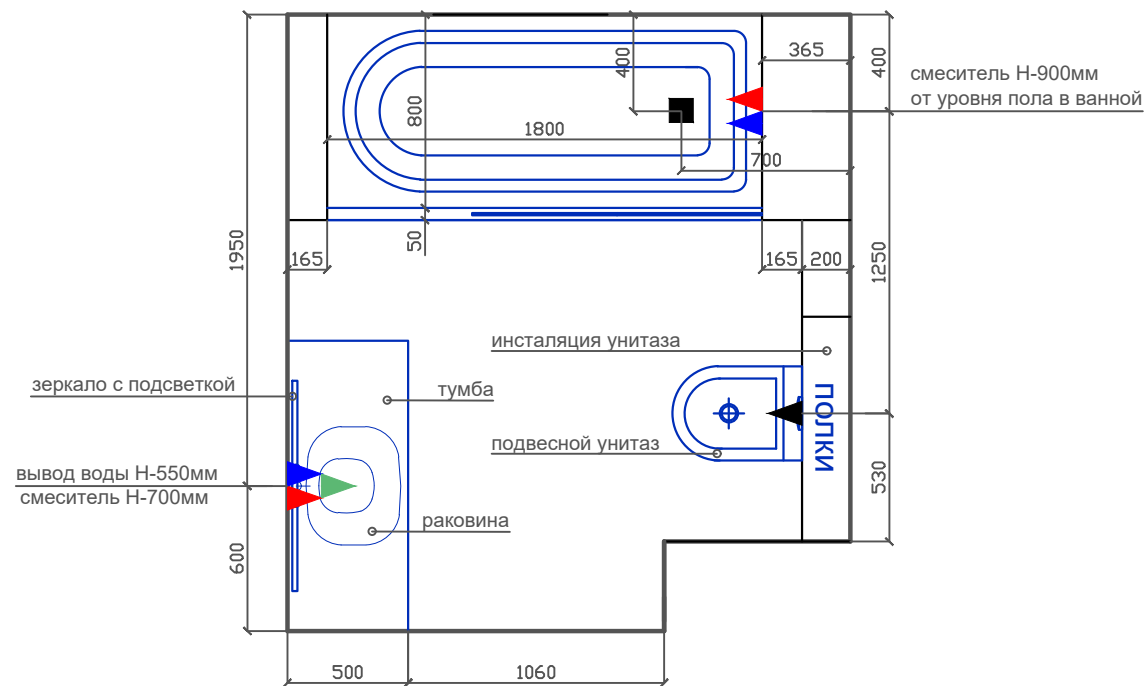 365
400
400
смеситель Н-900мм
от уровня пола в ванной
800
1800
700
50
1950
165
165
200
1250
инсталяция унитаза
зеркало с подсветкой
тумба
ПОЛКИ
подвесной унитаз
вывод воды Н-550мм
смеситель Н-700мм
раковина
530
600
500
1060